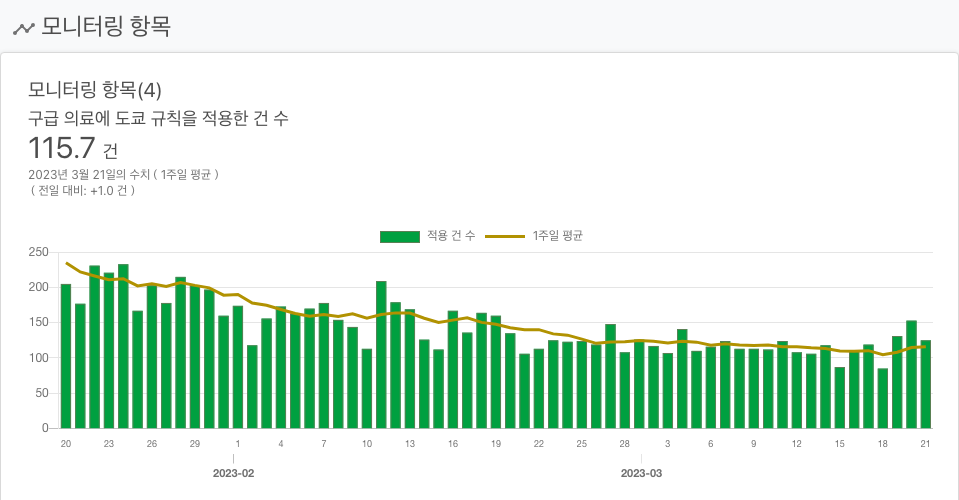 모니터링 항목
모니터링 항목(4)
구급 의료에 도쿄 규칙을 적용한 건 수
115.7 건
2023년 3월 21일의 수치 ( 1주일 평균 )
( 전일 대비: +1.0 건 )
적용 건 수 1주일 평균
250
200
150
100
50
0
20 23 26 29 1 4 7 10 13 16 19 22 25 28 3 6 9 12 15 18 21
2023-02 2023-03